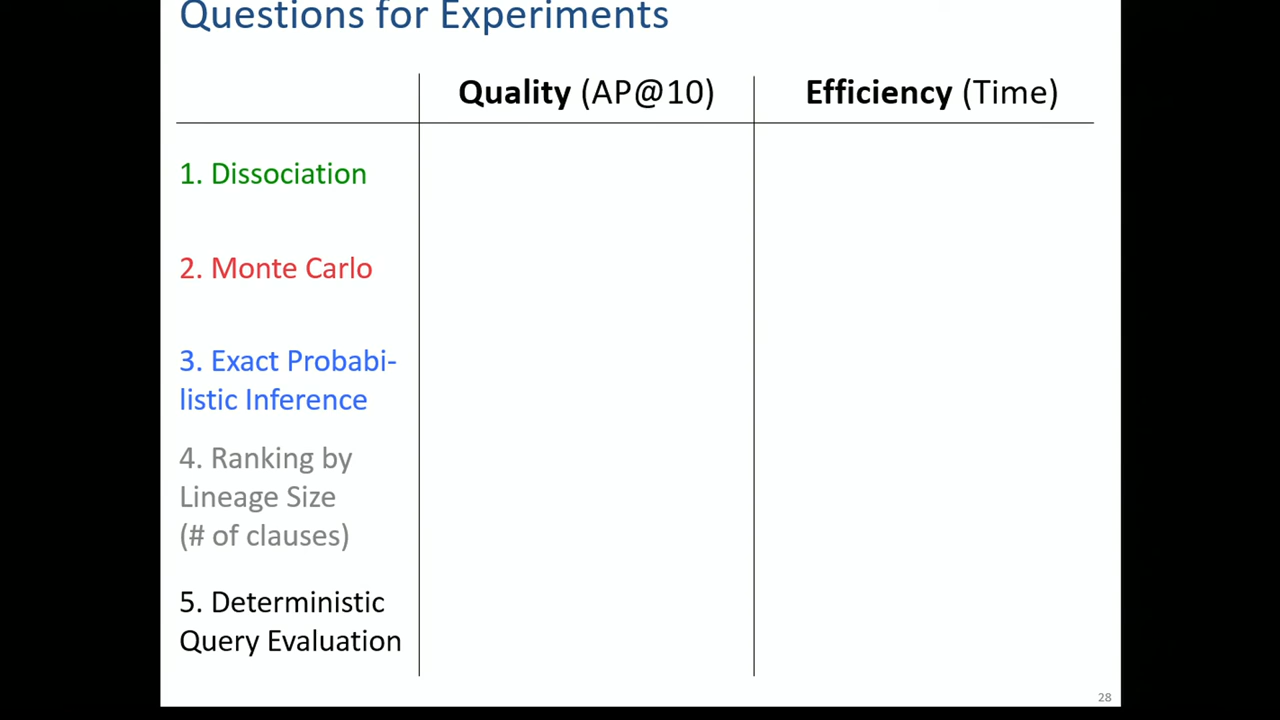 Questions for Experiments
Quality (AP@10)
Efficiency (Time)
1. Dissociation
2. Monte Carlo
3. Exact Probabi-
listic Inference
4. Ranking by
Lineage Size
(# of clauses)
5. Deterministic
Query Evaluation
28